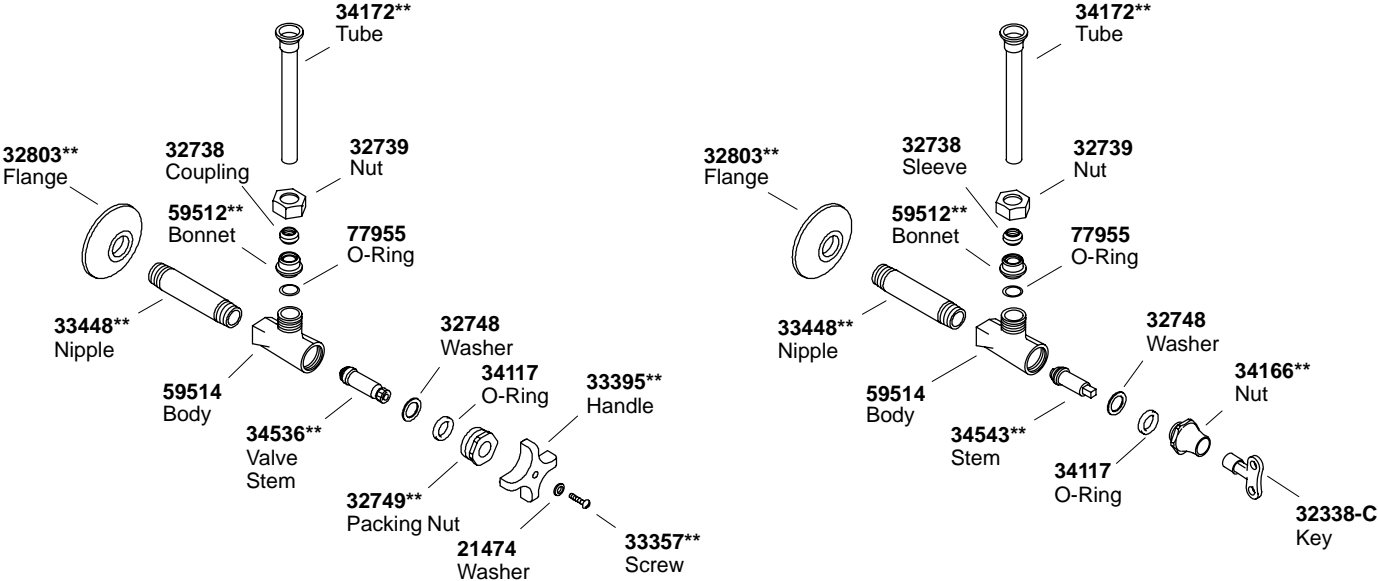 34172**
Tube
32803**
Flange
32738
Coupling
32739
Nut
59512**
Bonnet
77955
O-Ring
33448**
Nipple
59514
Body
32748
Washer
34117
O-Ring
33395**
Handle
34536**
Valve
Stem
32749**
Packing Nut
21474
Washer
33357**
Screw
34172**
Tube
32803**
Flange
32738
Sleeve
32739
Nut
59512**
Bonnet
77955
O-Ring
33448**
Nipple
59514
Body
32748
Washer
34166**
Nut
34543**
Stem
34117
O-Ring
32338-C
Key